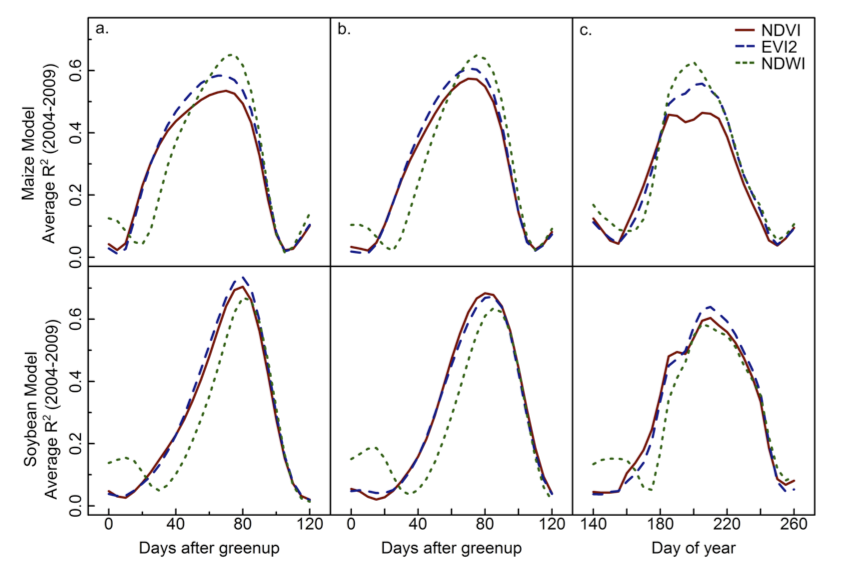 a.
b.
c.
NDVI
EVI2
NDWI
Maize Model
Average R² (2004-2009)
0.6
0.4
0.2
0.0
Soybean Model
Average R² (2004-2009)
0.6
0.4
0.2
0.0
0 40 80 120
0 40 80 120
140 180 220 260
Days after greenup
Days after greenup
Day of year